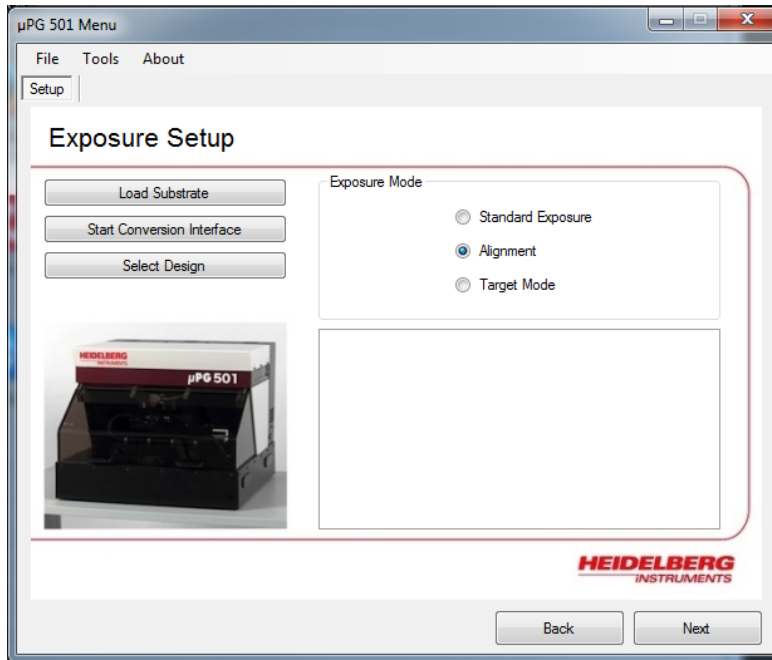 µPG 501 Menu
File Tools About
Setup
Exposure Setup
Load Substrate
Start Conversion Interface
Select Design
Exposure Mode
Standard Exposure
Alignment
Target Mode
HEIDELBERG
INSTRUMENTS
µPG 501
HEIDELBERG
INSTRUMENTS
Back Next